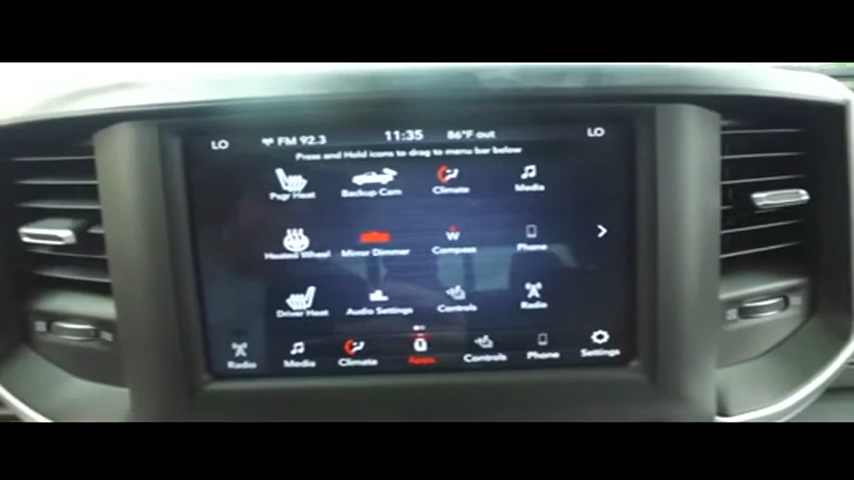 LO FM 92.3 11:35 86°F out LO
Press and Hold icons to drag to menu bar below
Psgr Heat Backup Cam Climate Media
W
Heated Wheel Mirror Dimmer Compass Phone
Driver Heat Audio Settings Controls Radio
Radio Media Climate Apps Controls Phone Settings